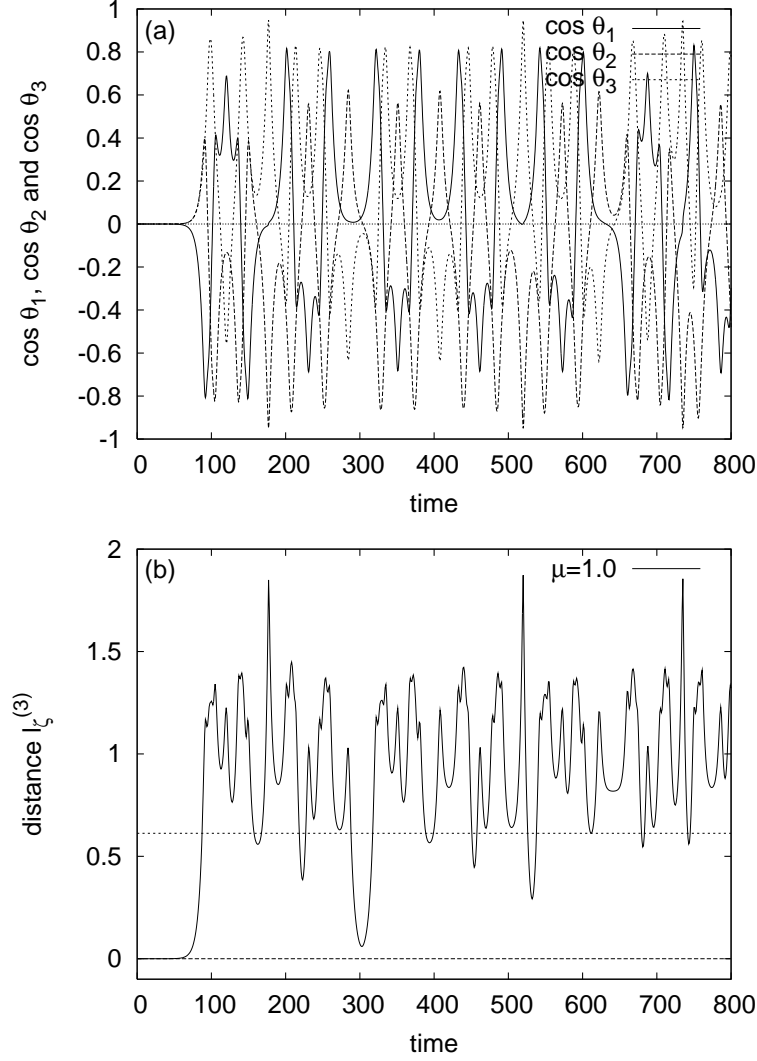 (a)
cos θ1
cos θ2
cos θ3
1
0.8
0.6
0.4
0.2
0
-0.2
-0.4
-0.6
-0.8
-1
cos θ1, cos θ2 and cos θ3
0 100 200 300 400 500 600 700 800
time
(b)
μ=1.0
2
1.5
1
0.5
0
distance lζ(3)
0 100 200 300 400 500 600 700 800
time